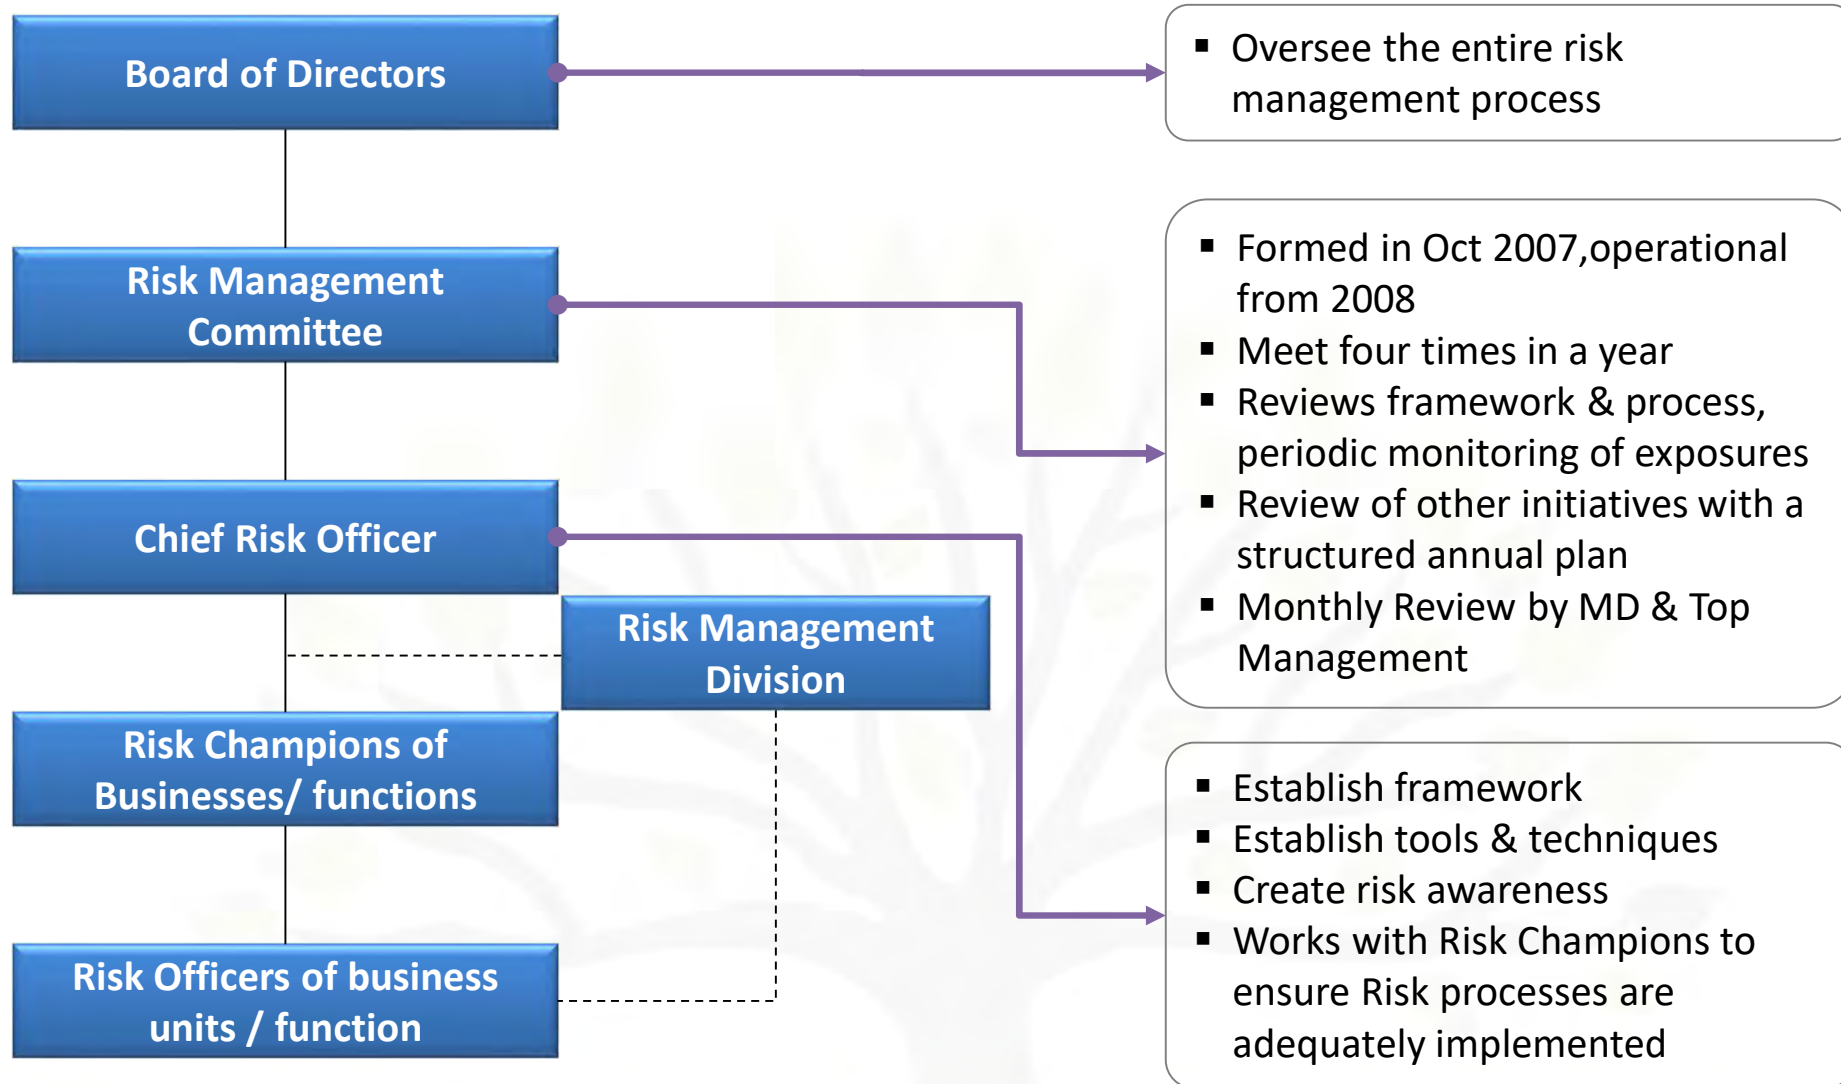 Board of Directors
▪ Oversee the entire risk
management process
Risk Management
Committee
▪ Formed in Oct 2007,operational
from 2008
▪ Meet four times in a year
▪ Reviews framework & process,
periodic monitoring of exposures
▪ Review of other initiatives with a
structured annual plan
▪ Monthly Review by MD & Top
Management
Chief Risk Officer
Risk Management
Division
Risk Champions of
Businesses/ functions
▪ Establish framework
▪ Establish tools & techniques
▪ Create risk awareness
▪ Works with Risk Champions to
ensure Risk processes are
adequately implemented
Risk Officers of business
units / function